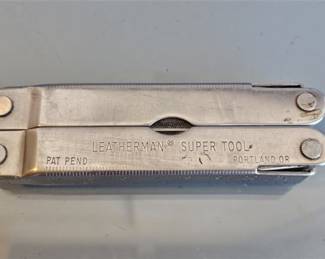 LEATHERMAN® SUPER TOOL
PAT PEND. PORTLAND, OR